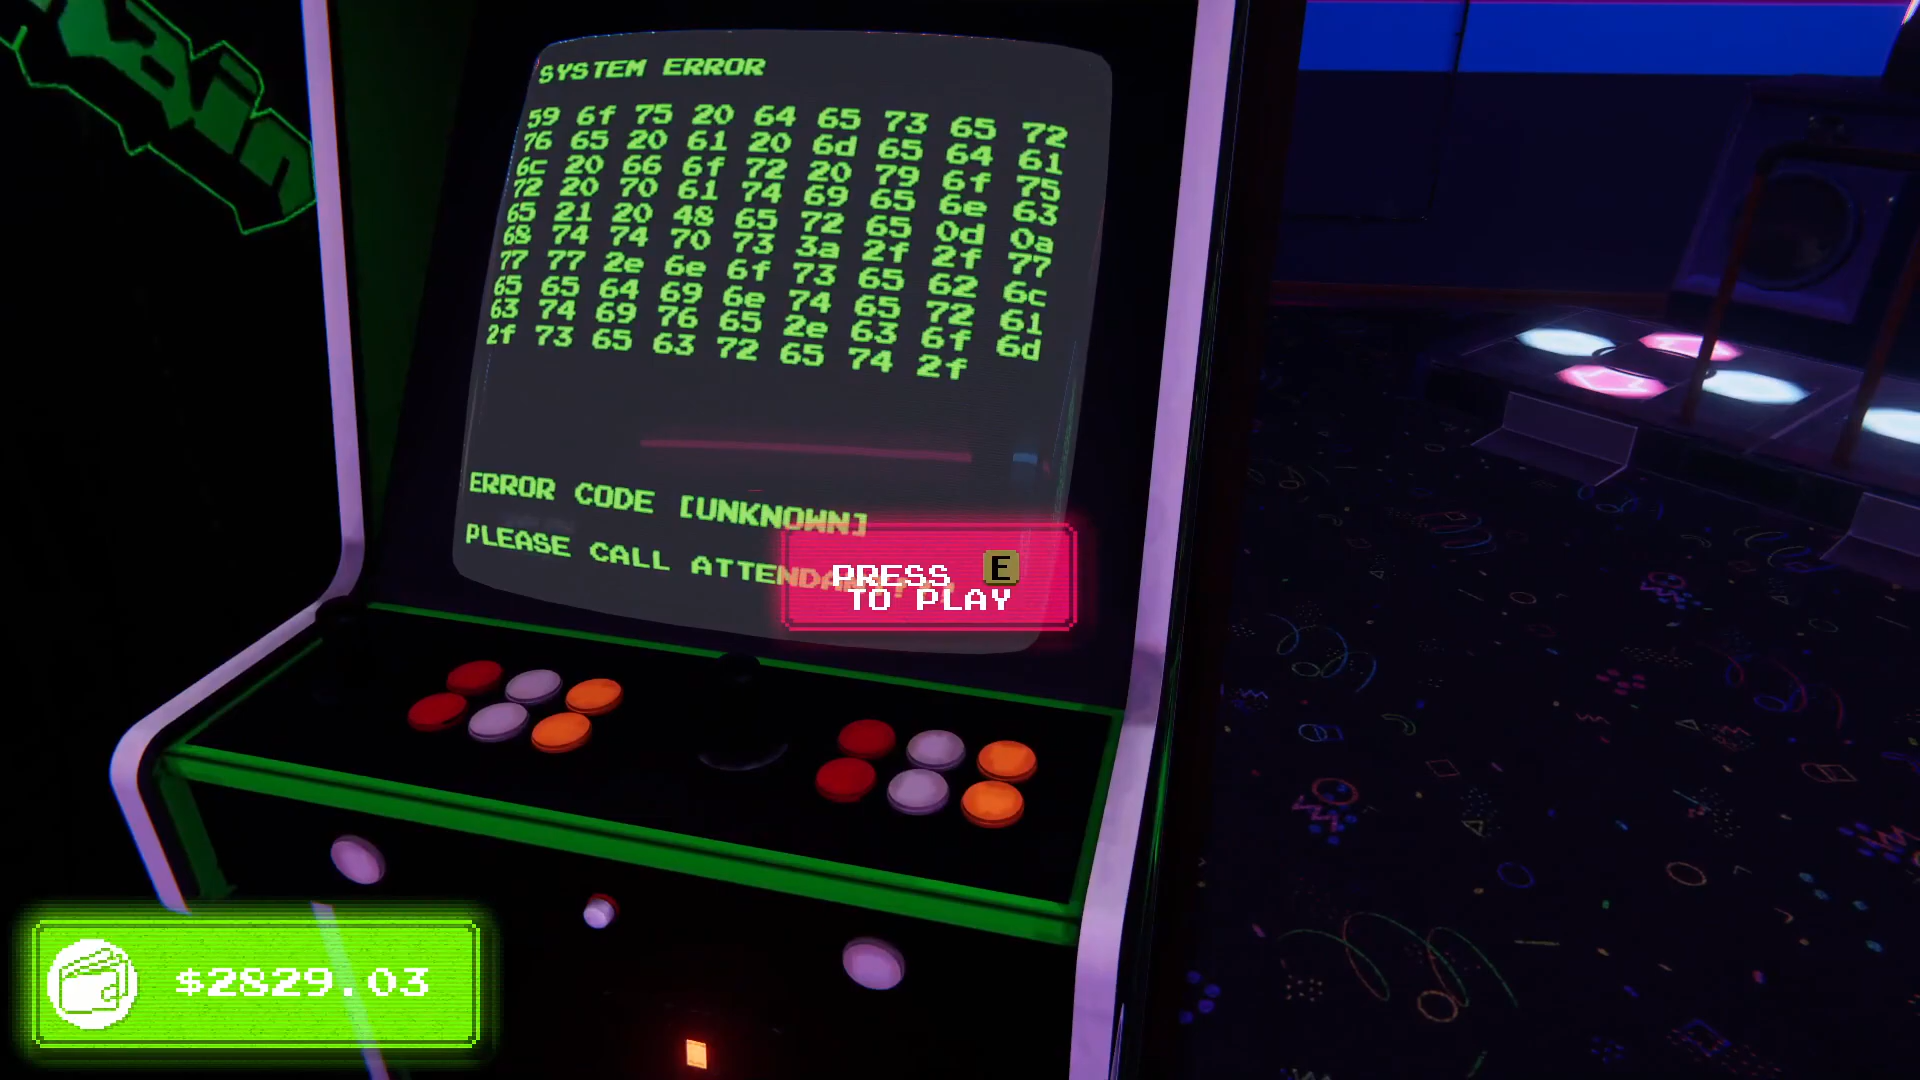 SYSTEM ERROR
59 6f 75 20 64 65 73 65 72
76 65 20 61 20 6d 65 64 61
6c 20 66 6f 72 20 79 6f 75
72 20 70 61 74 69 65 6e 63
65 21 20 48 65 72 65 0d 0a
68 74 74 70 73 3a 2f 2f 77
77 77 2e 6e 6f 73 65 62 6c
65 65 64 69 6e 74 65 72 61
63 74 69 76 65 2e 63 6f 6d
2f 73 65 63 72 65 74 2f
ERROR CODE [UNKNOWN]
PLEASE CALL
PRESS E
TO PLAY
$2829.03